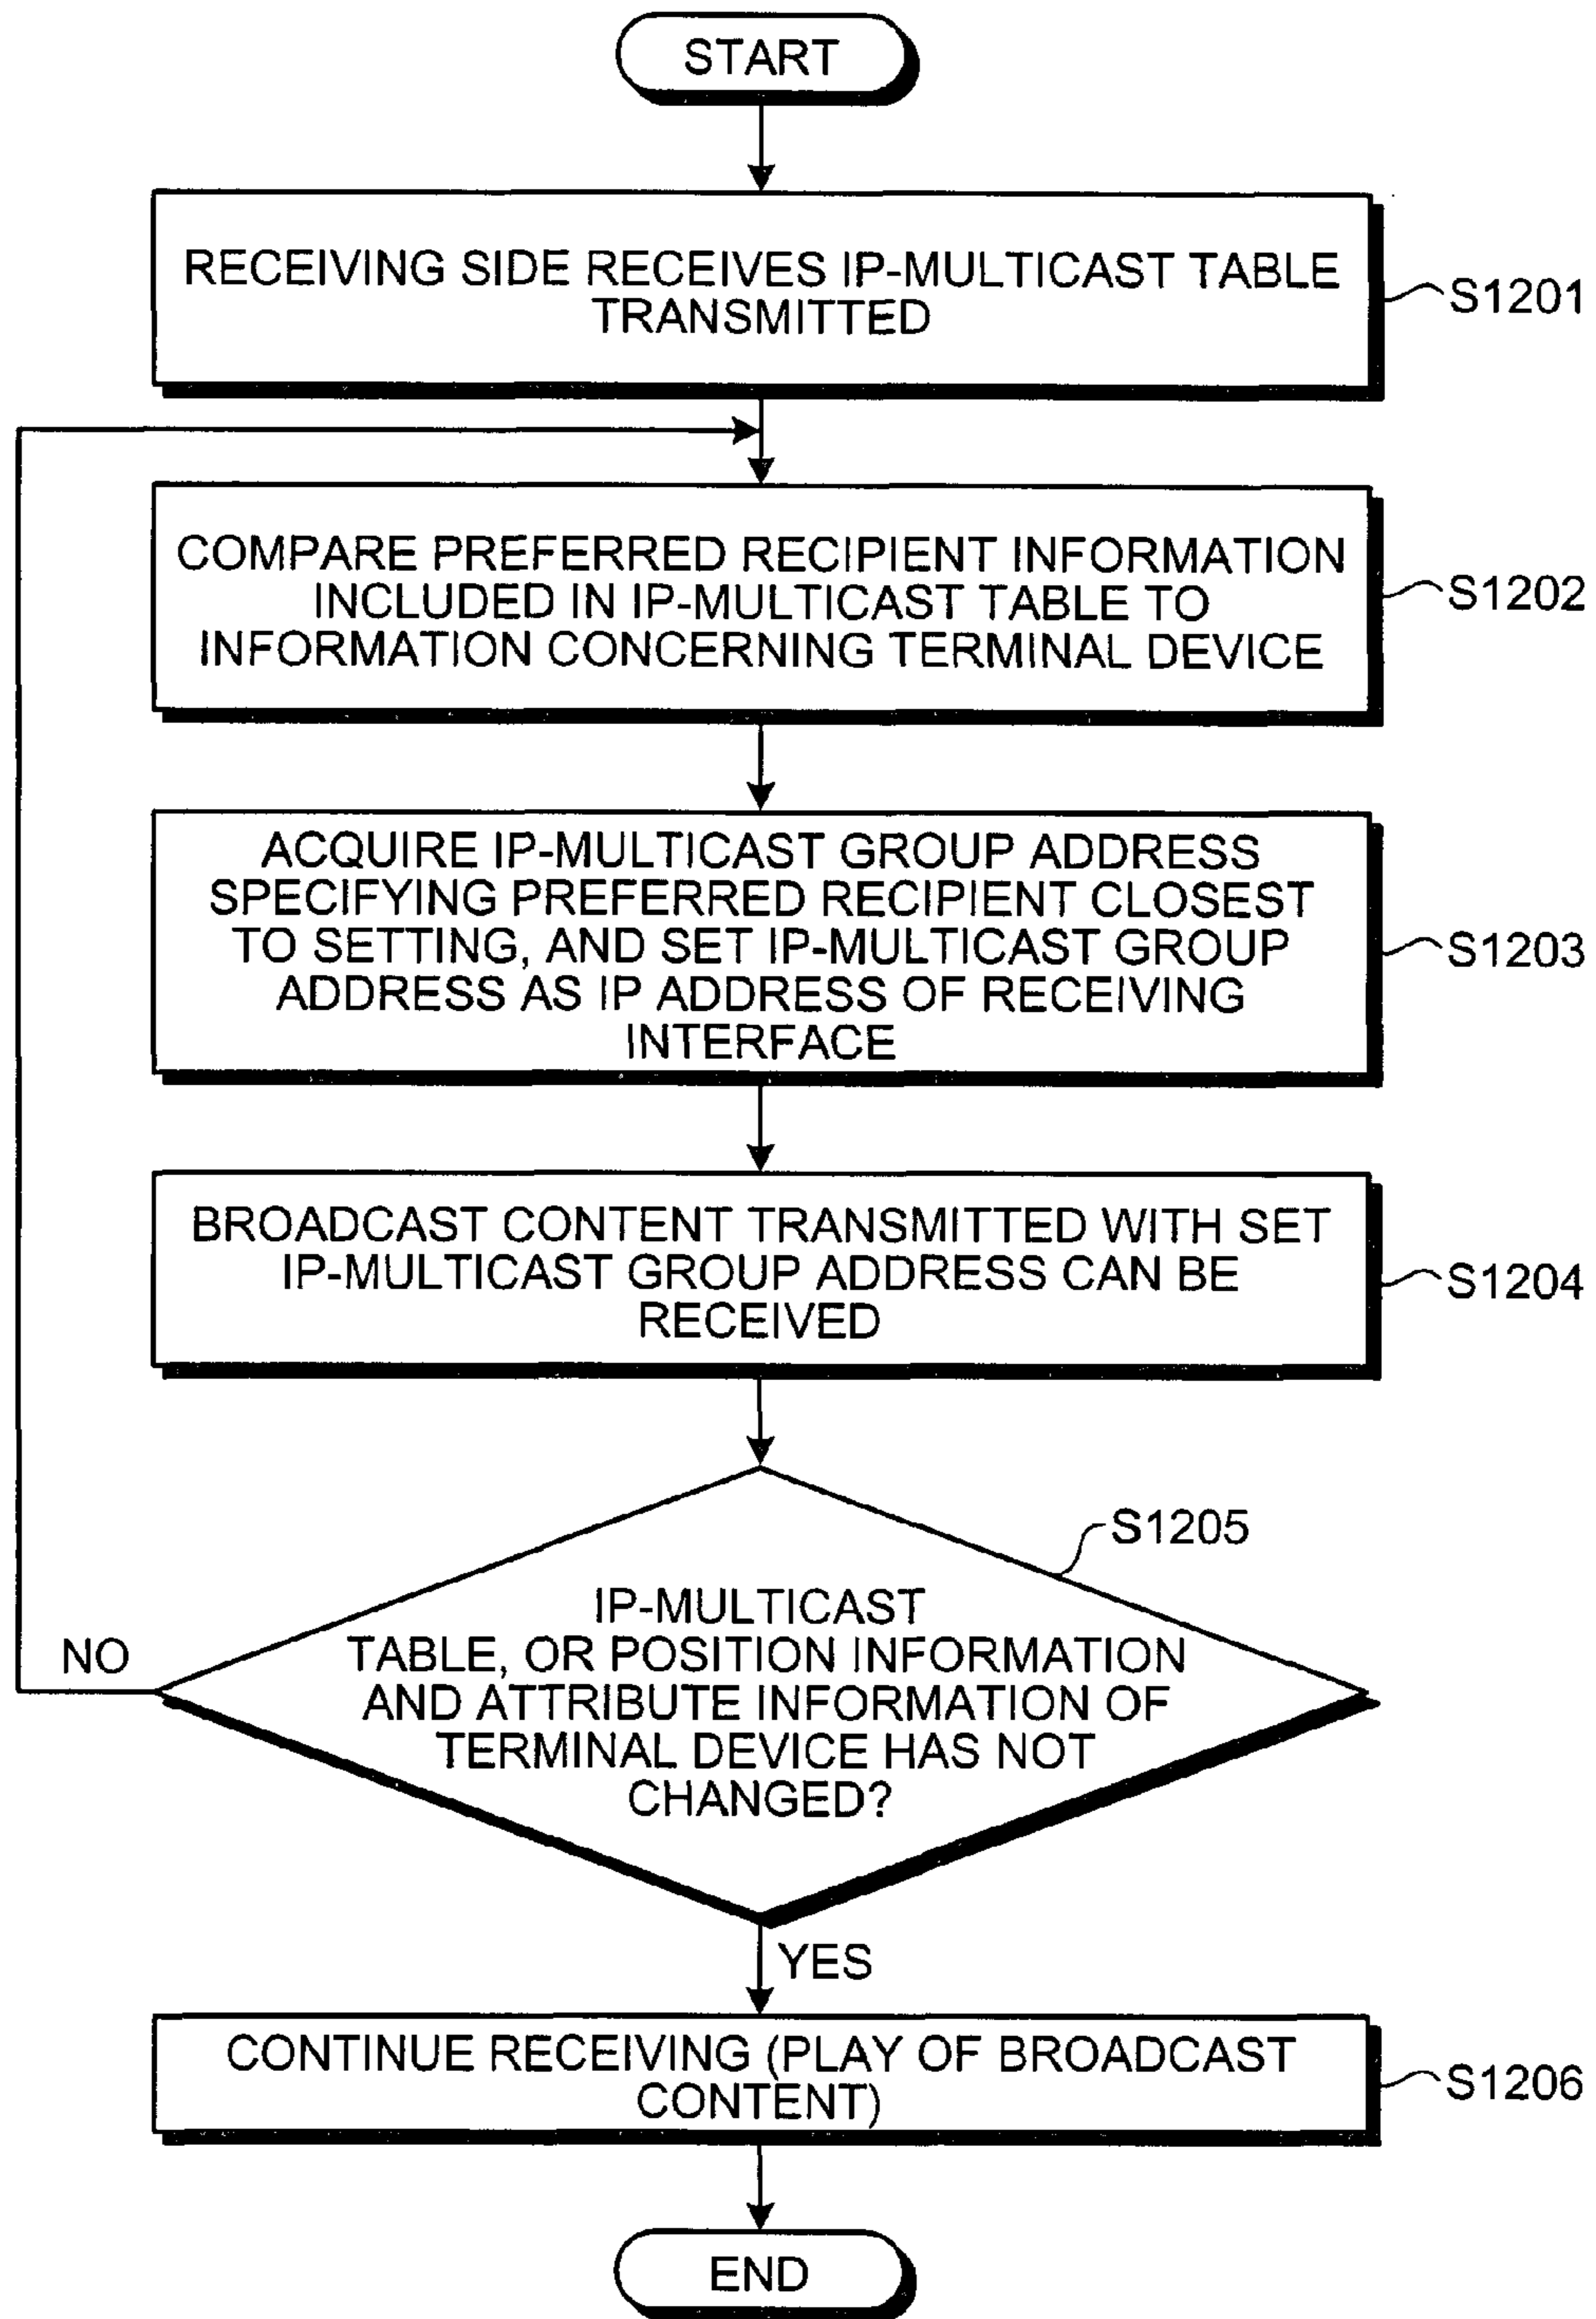 START
RECEIVING SIDE RECEIVES IP-MULTICAST TABLE
TRANSMITTED
S1201
COMPARE PREFERRED RECIPIENT INFORMATION
INCLUDED IN IP-MULTICAST TABLE TO
INFORMATION CONCERNING TERMINAL DEVICE
S1202
ACQUIRE IP-MULTICAST GROUP ADDRESS
SPECIFYING PREFERRED RECIPIENT CLOSEST
TO SETTING, AND SET IP-MULTICAST GROUP
ADDRESS AS IP ADDRESS OF RECEIVING
INTERFACE
S1203
BROADCAST CONTENT TRANSMITTED WITH SET
IP-MULTICAST GROUP ADDRESS CAN BE
RECEIVED
S1204
S1205
IP-MULTICAST
TABLE, OR POSITION INFORMATION
AND ATTRIBUTE INFORMATION OF
TERMINAL DEVICE HAS NOT
CHANGED?
NO
YES
CONTINUE RECEIVING (PLAY OF BROADCAST
CONTENT)
S1206
END